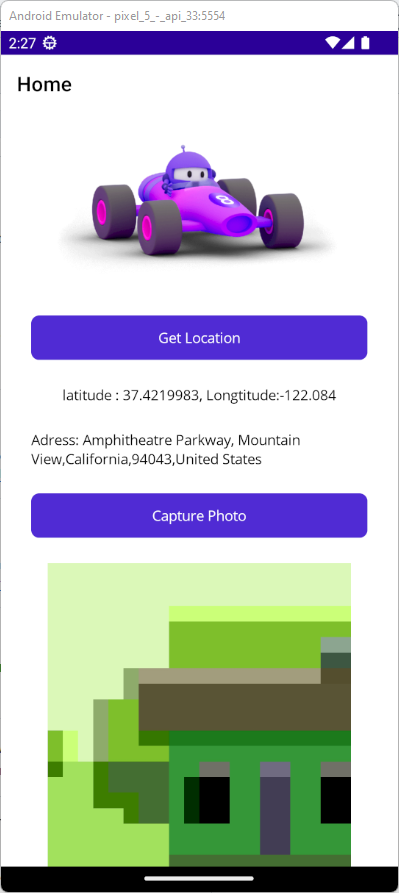 Android Emulator - pixel_5_-_api_33:5554
2:27
Home
8
Get Location
latitude : 37.4219983, Longtitude:-122.084
Adress: Amphitheatre Parkway, Mountain
View,California,94043,United States
Capture Photo